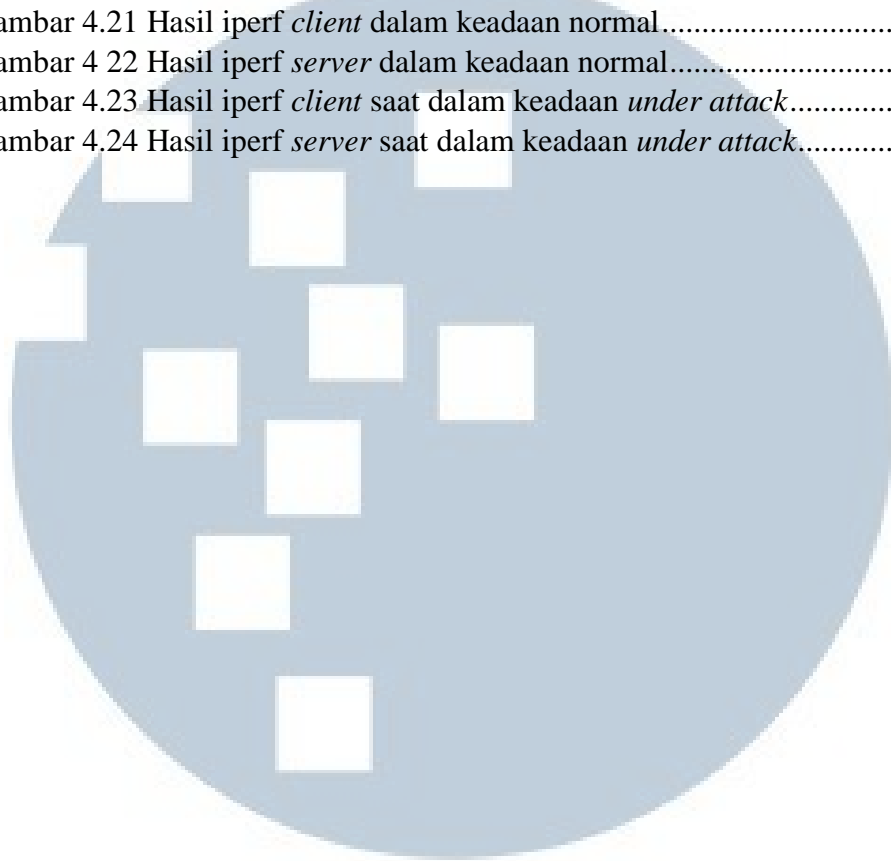 ambar 4.21 Hasil iperf client dalam keadaan normal.............................
ambar 4 22 Hasil iperf server dalam keadaan normal............................
ambar 4.23 Hasil iperf client saat dalam keadaan under attack.............
ambar 4.24 Hasil iperf server saat dalam keadaan under attack............